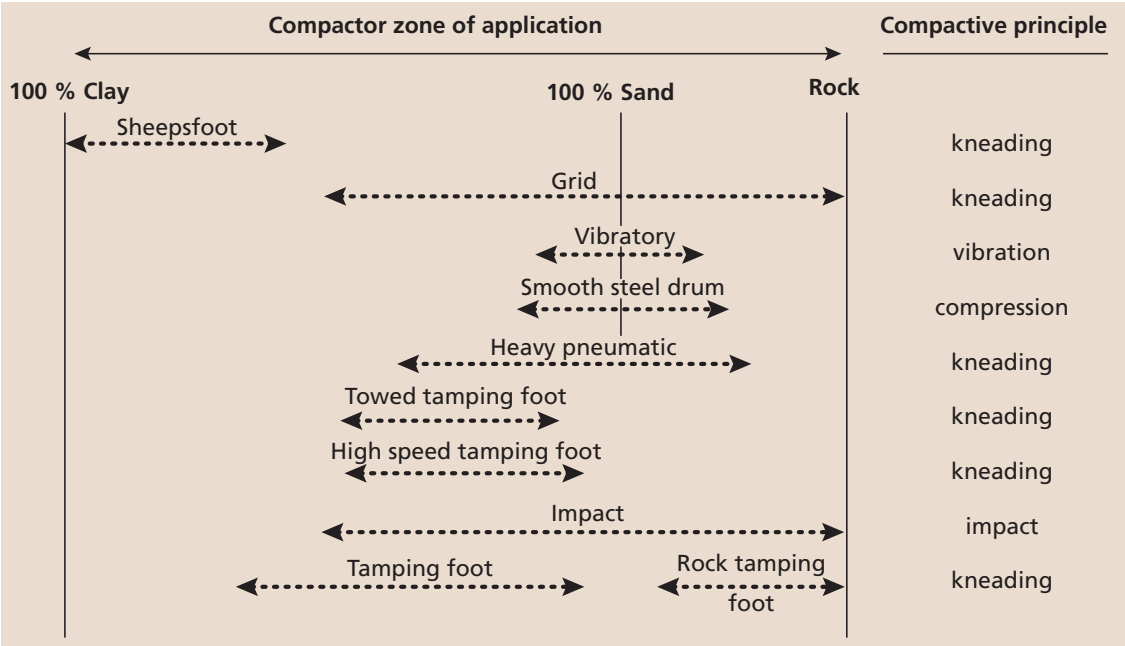 Compactor zone of application Compactive principle
100 % Clay 100 % Sand Rock
Sheepsfoot kneading
Grid kneading
Vibratory vibration
Smooth steel drum compression
Heavy pneumatic kneading
Towed tamping foot kneading
High speed tamping foot kneading
Impact impact
Tamping foot Rock tamping foot kneading